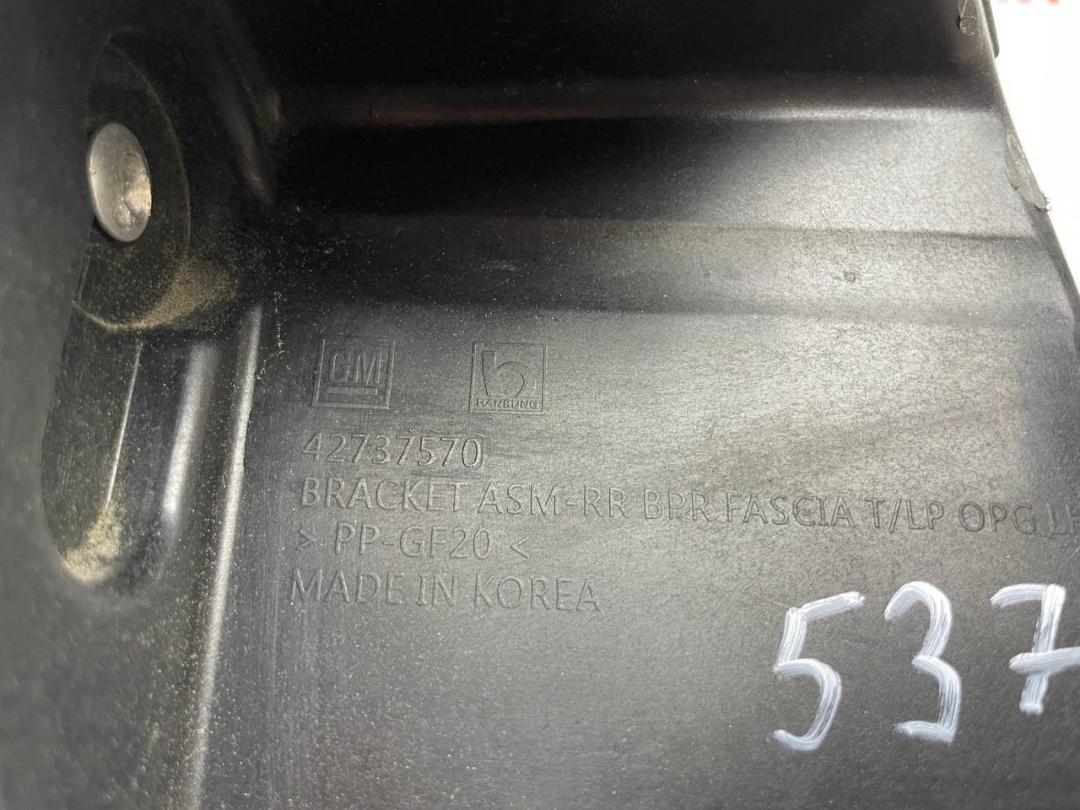 GM
HANSUNG
42737570
BRACKET ASM-RR BPR FASCIA T/LP OPG,
> PP-GF20 <
MADE IN KOREA
537